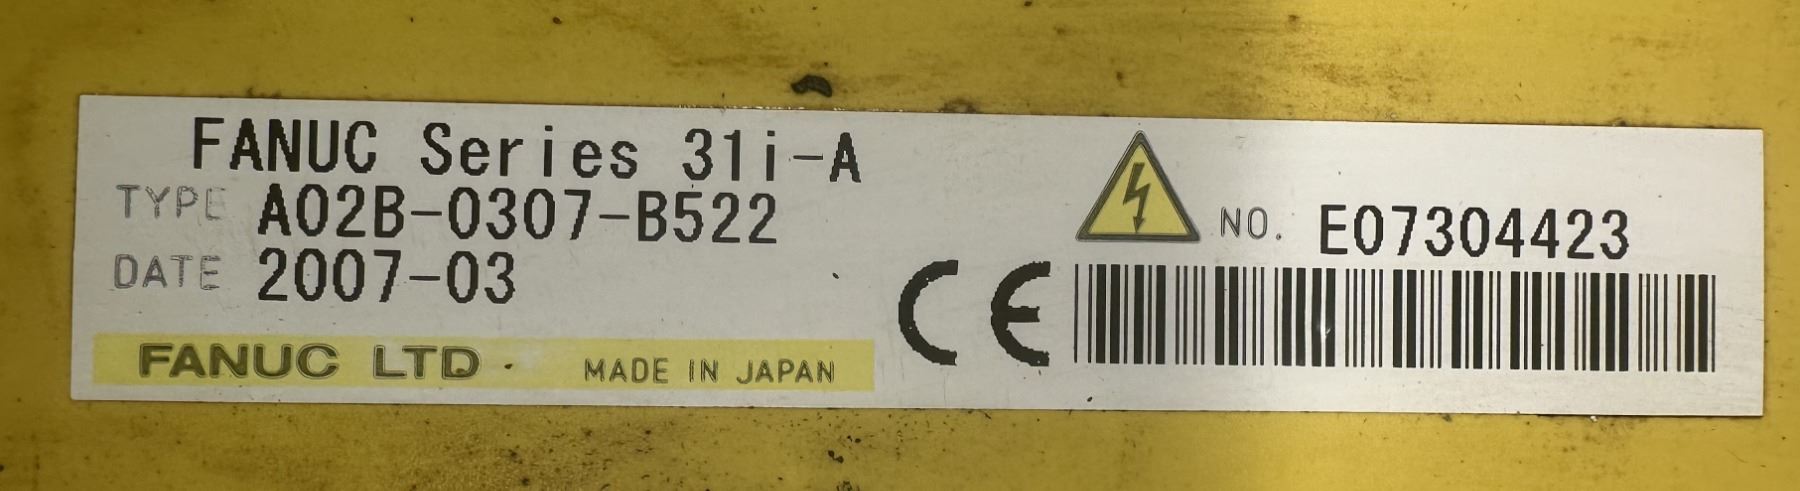 FANUC Series 31i-A
TYPE A02B-0307-B522
DATE 2007-03
FANUC LTD MADE IN JAPAN
CE
NO. E07304423